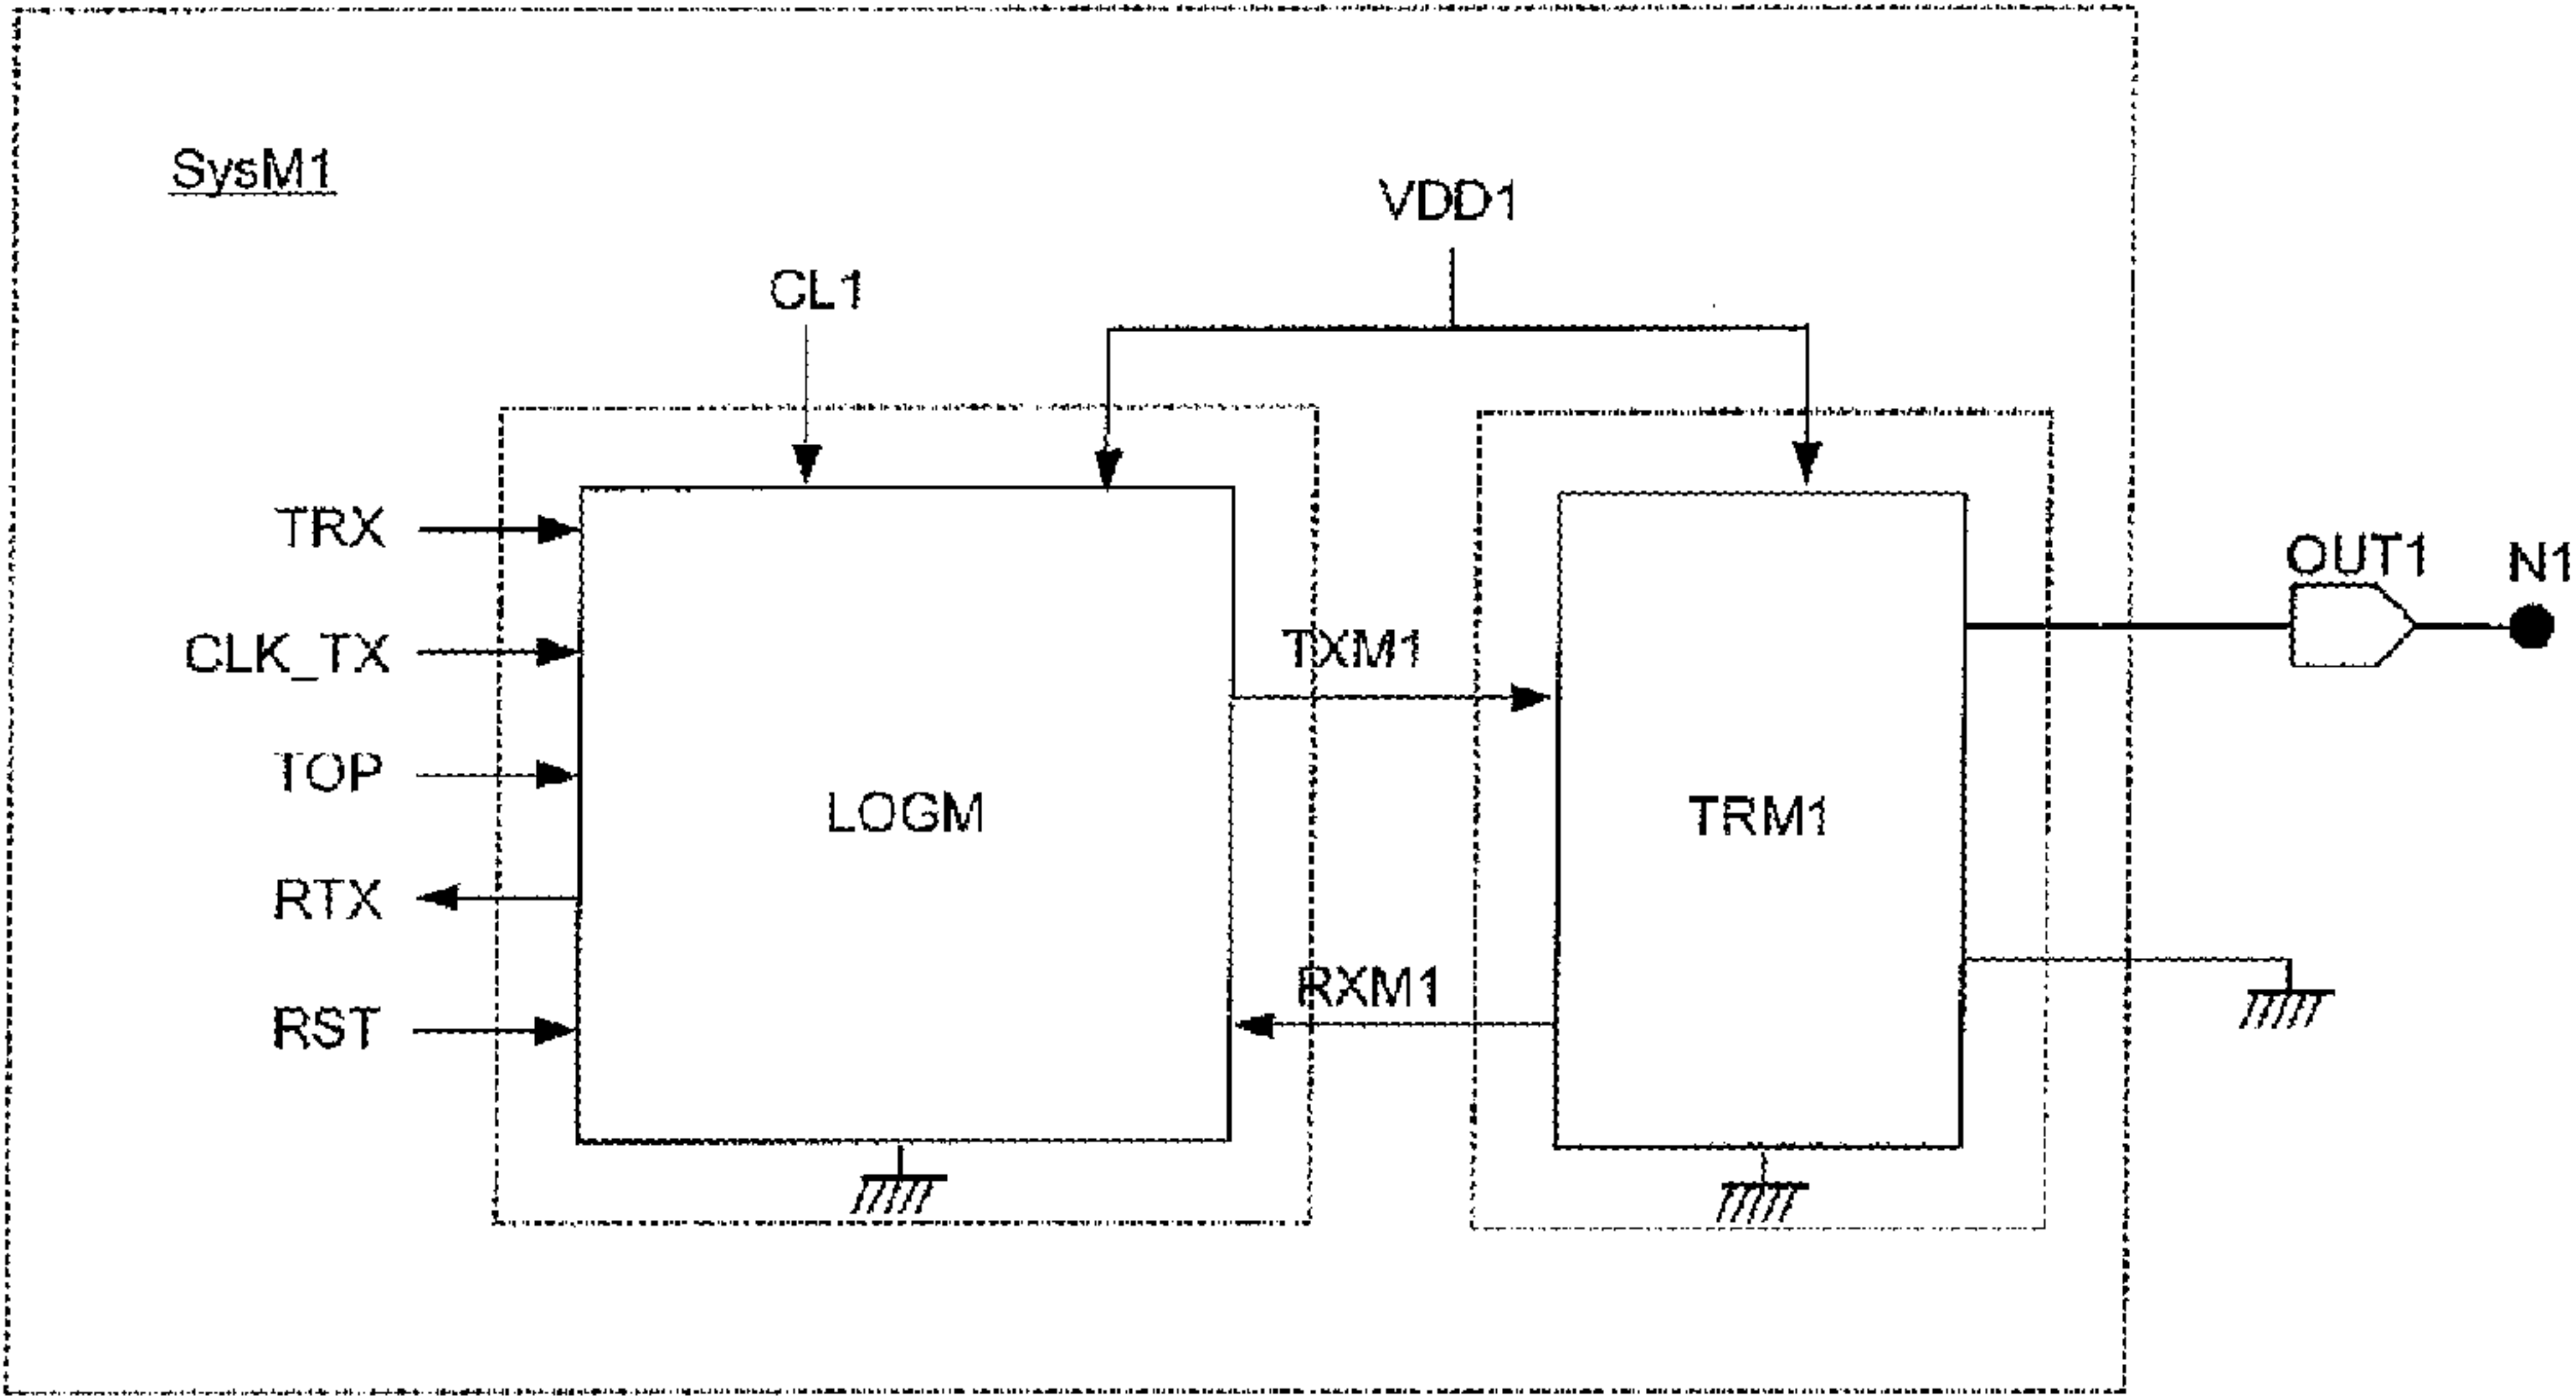 SysM1
VDD1
CL1
TRX
OUT1
N1
CLK_TX
TXM1
TOP
LOGM
TRM1
RTX
RXM1
RST